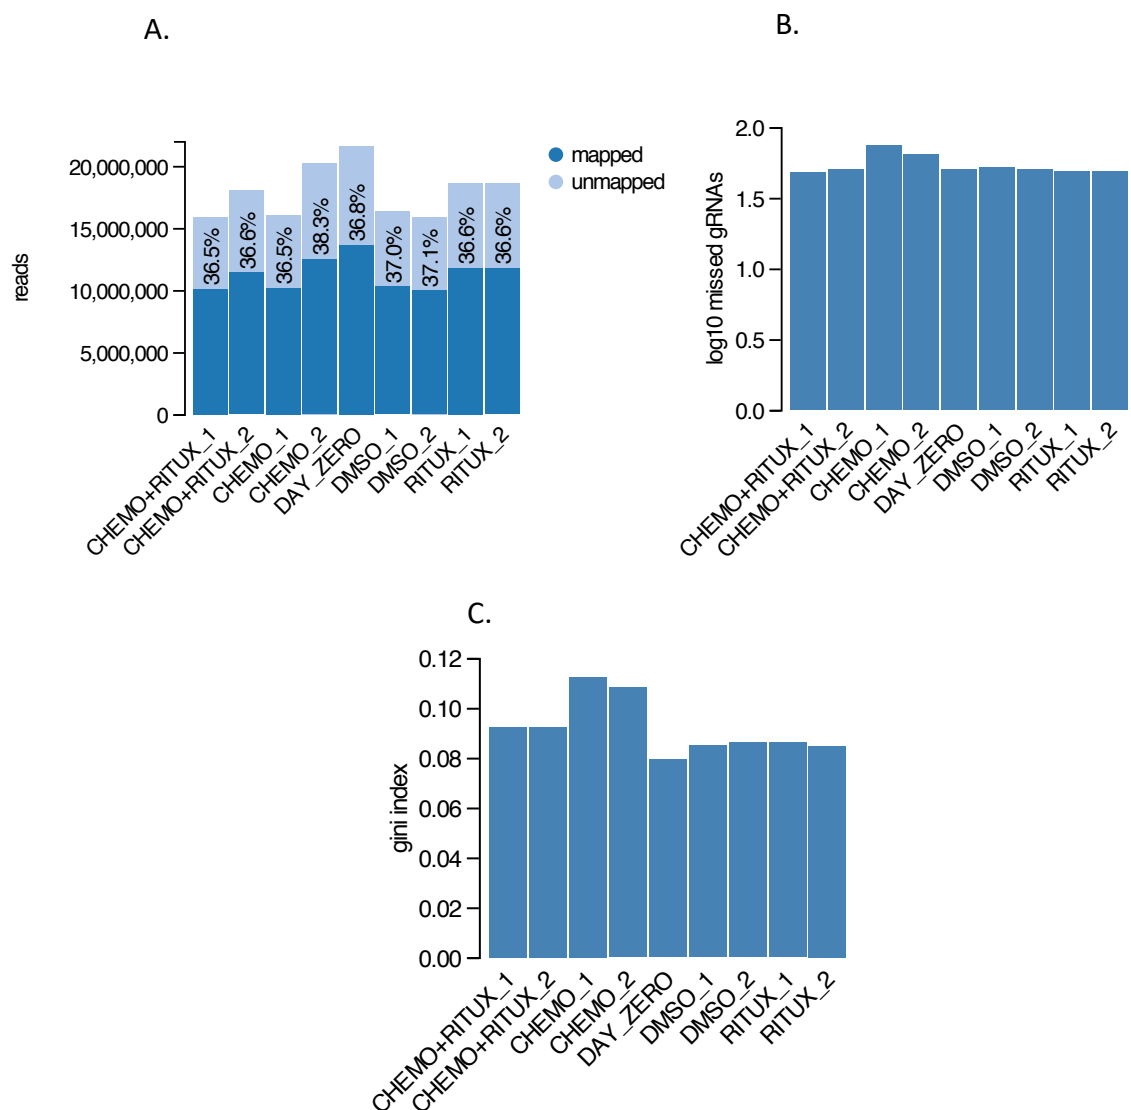 A.
B.
reads
20,000,000
15,000,000
10,000,000
5,000,000
0
36.5%
36.6%
36.5%
38.3%
36.8%
37.0%
37.1%
36.6%
36.6%
mapped
unmapped
CHEMO+RITUX_1
CHEMO+RITUX_2
CHEMO_1
CHEMO_2
DAY_ZERO
DMSO_1
DMSO_2
RITUX_1
RITUX_2
log10 missed gRNAs
2.0
1.5
1.0
0.5
0.0
CHEMO+RITUX_1
CHEMO+RITUX_2
CHEMO_1
CHEMO_2
DAY_ZERO
DMSO_1
DMSO_2
RITUX_1
RITUX_2
C.
gini index
0.12
0.10
0.08
0.06
0.04
0.02
0.00
CHEMO+RITUX_1
CHEMO+RITUX_2
CHEMO_1
CHEMO_2
DAY_ZERO
DMSO_1
DMSO_2
RITUX_1
RITUX_2